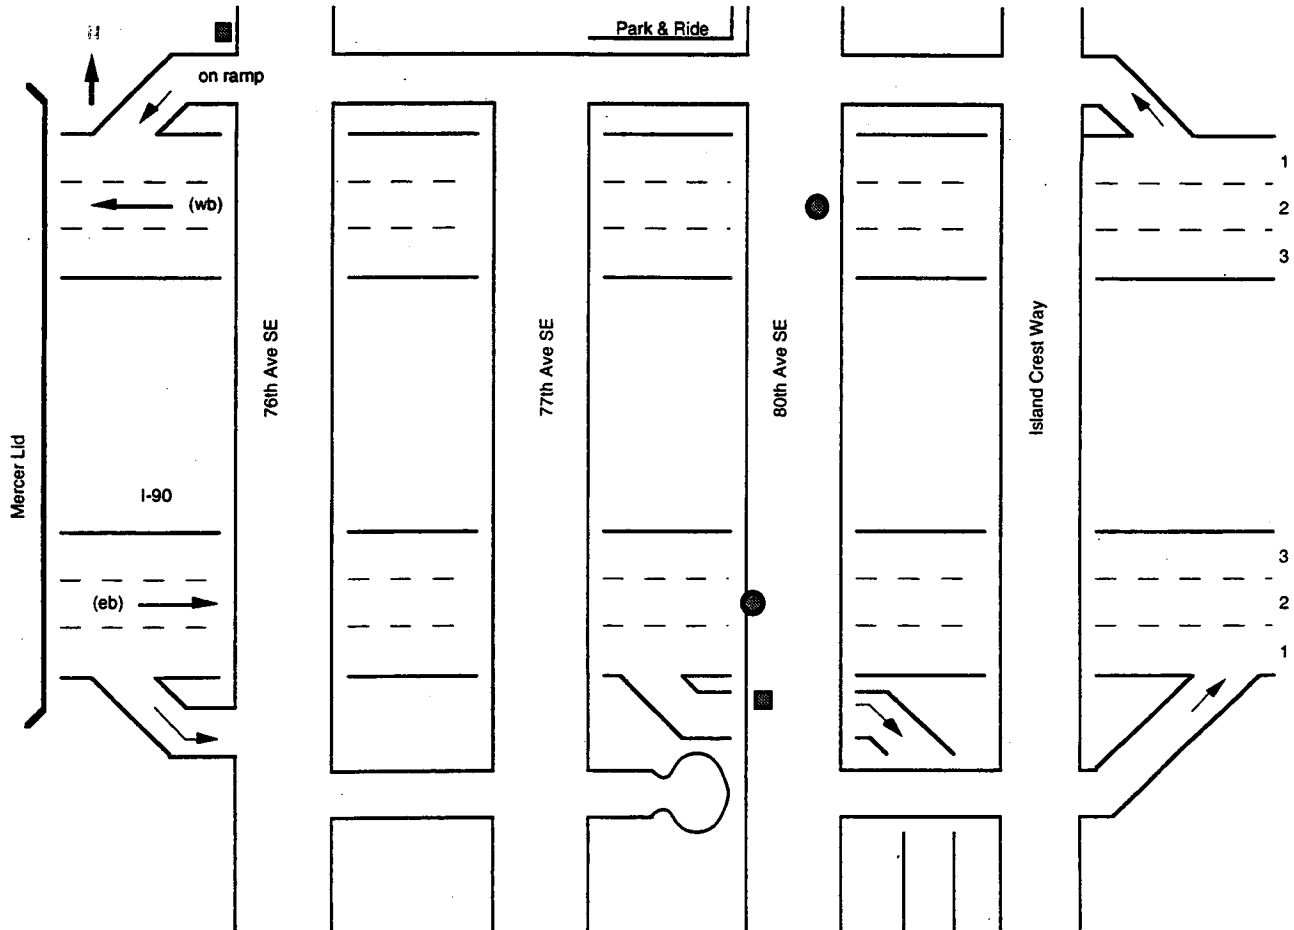 Park & Ride
N
on ramp
1
(wb)
2
3
76th Ave SE
77th Ave SE
80th Ave SE
Island Crest Way
Mercer Lid
I-90
3
(eb)
2
1